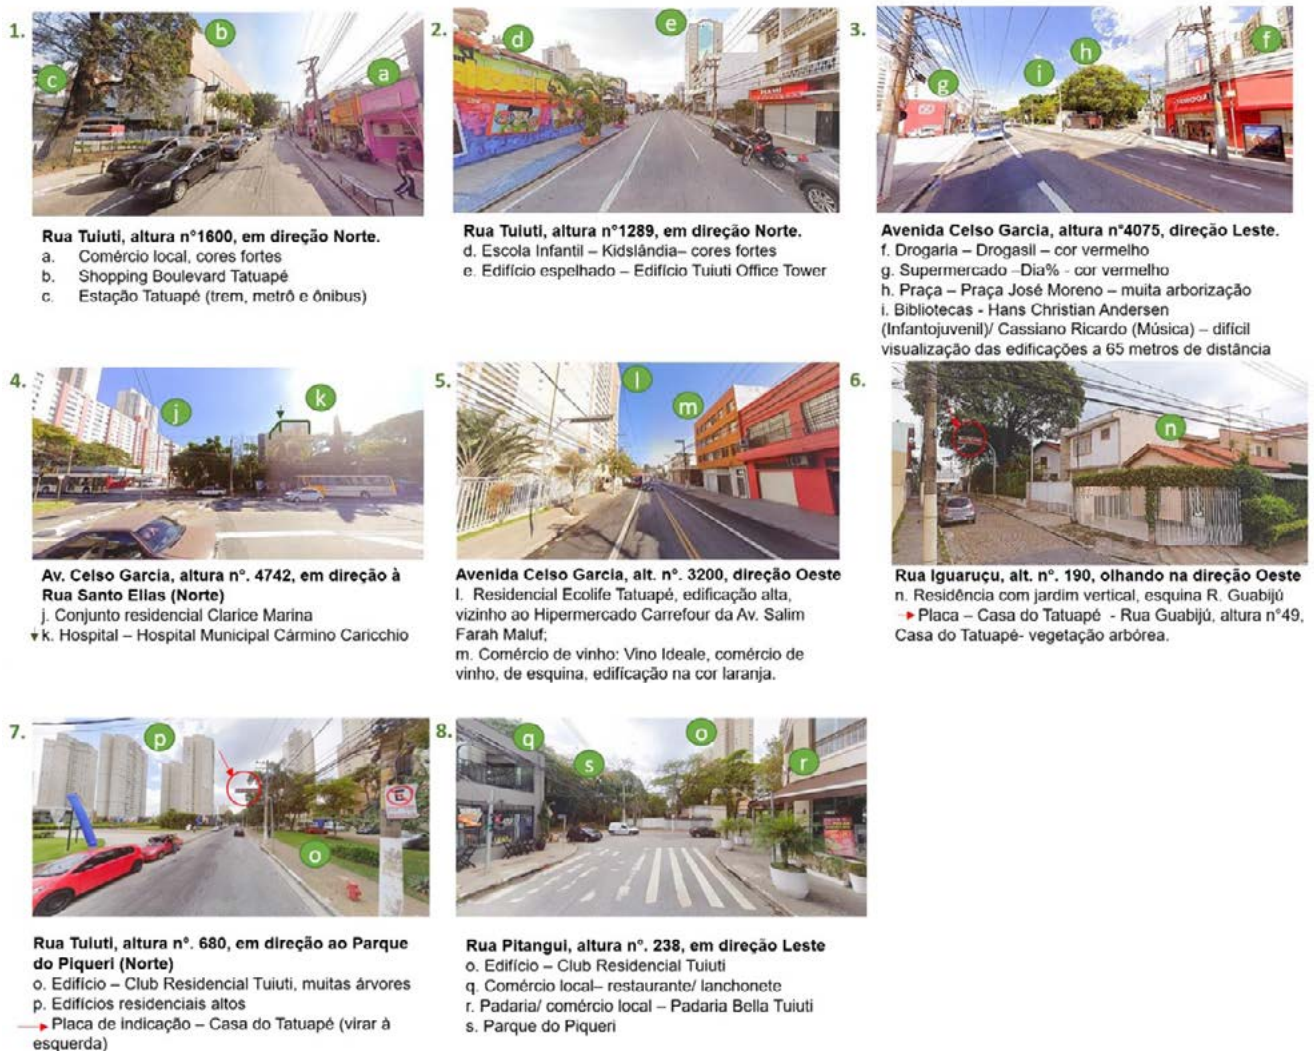 1.
c
b
a
Rua Tuiuti, altura n°1600, em direção Norte.
a. Comércio local, cores fortes
b. Shopping Boulevard Tatuapé
c. Estação Tatuapé (trem, metrô e ônibus)
2.
d
e
Rua Tuiuti, altura n°1289, em direção Norte.
d. Escola Infantil – Kidslândia– cores fortes
e. Edifício espelhado – Edifício Tuiuti Office Tower
3.
g
i
h
f
Avenida Celso Garcia, altura n°4075, direção Leste.
f. Drogaria – Drogasil – cor vermelho
g. Supermercado –Dia% - cor vermelho
h. Praça – Praça José Moreno – muita arborização
i. Bibliotecas - Hans Christian Andersen
(Infantojuvenil)/ Cassiano Ricardo (Música) – difícil
visualização das edificações a 65 metros de distância
4.
j
k
Av. Celso Garcia, altura n°. 4742, em direção à
Rua Santo Elias (Norte)
j. Conjunto residencial Clarice Marina
k. Hospital – Hospital Municipal Cármino Caricchio
5.
l
m
Avenida Celso Garcia, alt. n°. 3200, direção Oeste
l. Residencial Ecolife Tatuapé, edificação alta,
vizinho ao Hipermercado Carrefour da Av. Salim
Farah Maluf;
m. Comércio de vinho: Vino Ideale, comércio de
vinho, de esquina, edificação na cor laranja.
6.
n
Rua Iguaruçu, alt. n°. 190, olhando na direção Oeste
n. Residência com jardim vertical, esquina R. Guabijú
Placa – Casa do Tatuapé - Rua Guabijú, altura n°49,
Casa do Tatuapé- vegetação arbórea.
7.
p
o
E
Rua Tuiuti, altura n°. 680, em direção ao Parque
do Piqueri (Norte)
o. Edifício – Club Residencial Tuiuti, muitas árvores
p. Edifícios residenciais altos
Placa de indicação – Casa do Tatuapé (virar à
esquerda)
8.
q
s
o
r
Rua Pitangui, altura n°. 238, em direção Leste
o. Edifício – Club Residencial Tuiuti
q. Comércio local– restaurante/ lanchonete
r. Padaria/ comércio local – Padaria Bella Tuiuti
s. Parque do Piqueri